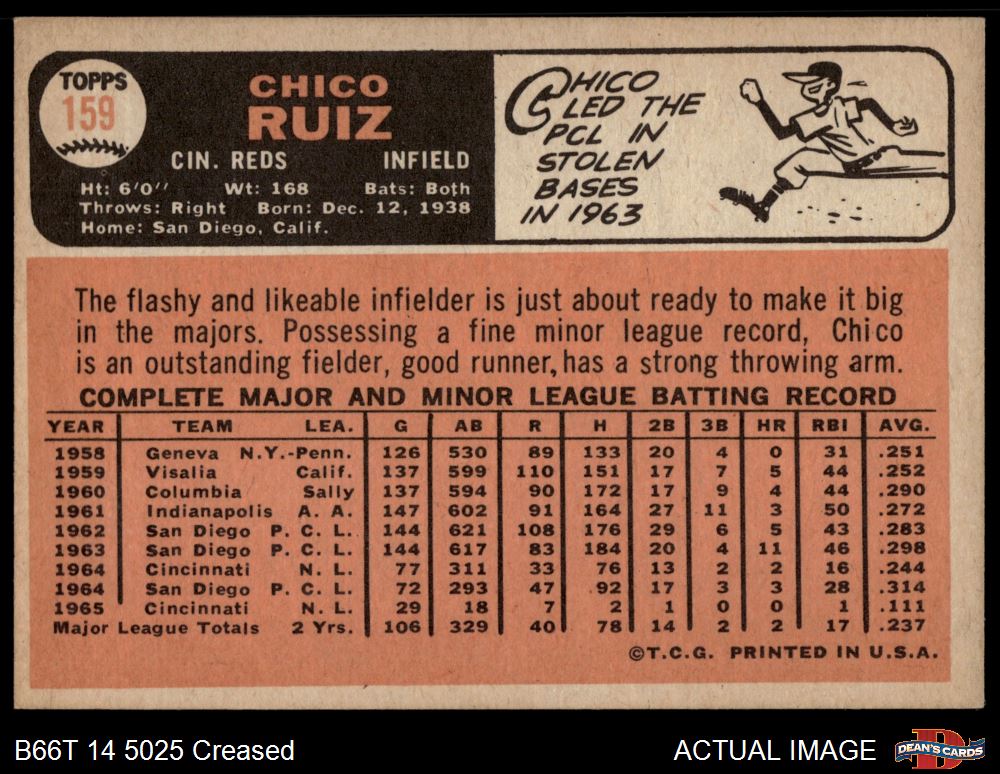 TOPPS
159
CHICO
RUIZ
CIN. REDS INFIELD
Ht: 6'0" Wt: 168 Bats: Both
Throws: Right Born: Dec. 12, 1938
Home: San Diego, Calif.
CHICO
LED THE
PCL IN
STOLEN
BASES
IN 1963
The flashy and likeable infielder is just about ready to make it big
in the majors. Possessing a fine minor league record, Chico
is an outstanding fielder, good runner, has a strong throwing arm.
COMPLETE MAJOR AND MINOR LEAGUE BATTING RECORD
YEAR TEAM LEA. G AB R H 2B 3B HR RBI AVG.
1958 Geneva N.Y.-Penn. 126 530 89 133 20 4 0 31 .251
1959 Visalia Calif. 137 599 110 151 17 7 5 44 .252
1960 Columbia Sally 137 594 90 172 17 9 4 44 .290
1961 Indianapolis A. A. 147 602 91 164 27 11 3 50 .272
1962 San Diego P. C. L. 144 621 108 176 29 6 5 43 .283
1963 San Diego P. C. L. 144 617 83 184 20 4 11 46 .298
1964 Cincinnati N. L. 77 311 33 76 13 2 2 16 .244
1964 San Diego P. C. L. 72 293 47 92 17 3 3 28 .314
1965 Cincinnati N. L. 29 18 7 2 1 0 0 1 .111
Major League Totals 2 Yrs. 106 329 40 78 14 2 2 17 .237
©T.C.G. PRINTED IN U.S.A.
B66T 14 5025 Creased
ACTUAL IMAGE
D
DEAN'S CARDS